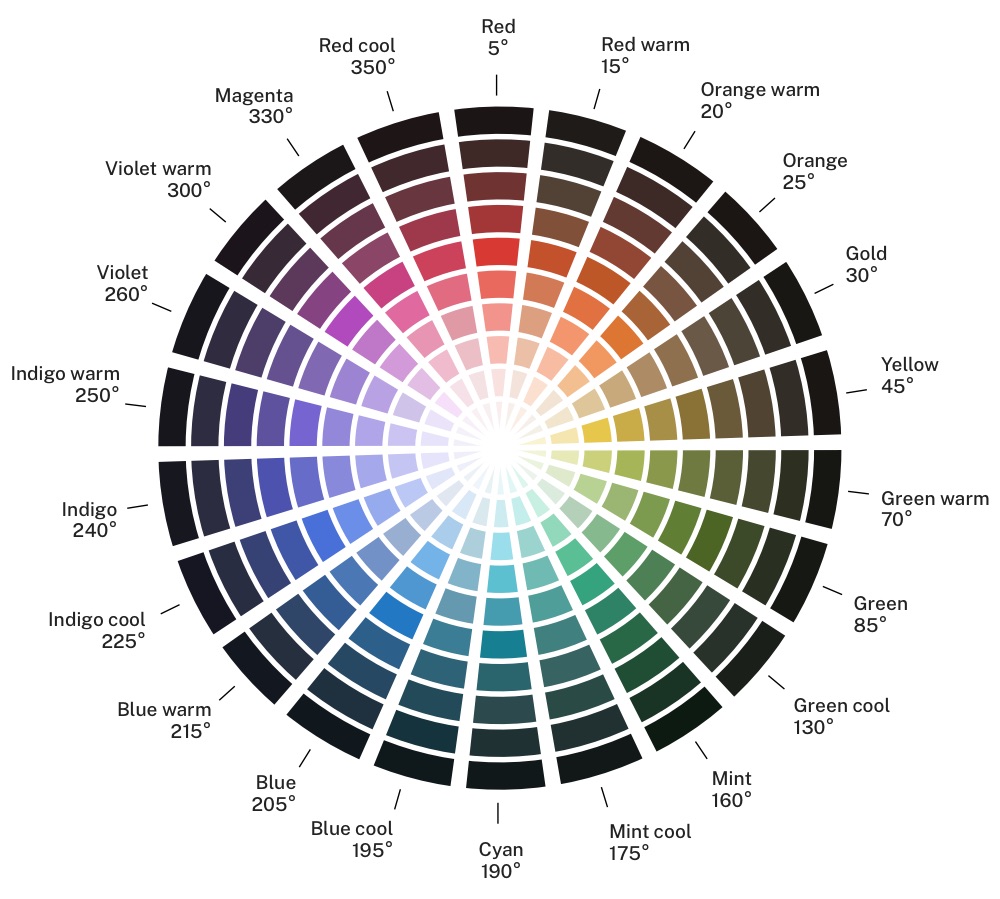 Red
5°
Red warm
15°
Orange warm
20°
Orange
25°
Gold
30°
Yellow
45°
Green warm
70°
Green
85°
Green cool
130°
Mint
160°
Mint cool
175°
Cyan
190°
Blue cool
195°
Blue
205°
Blue warm
215°
Indigo cool
225°
Indigo
240°
Indigo warm
250°
Violet
260°
Violet warm
300°
Magenta
330°
Red cool
350°